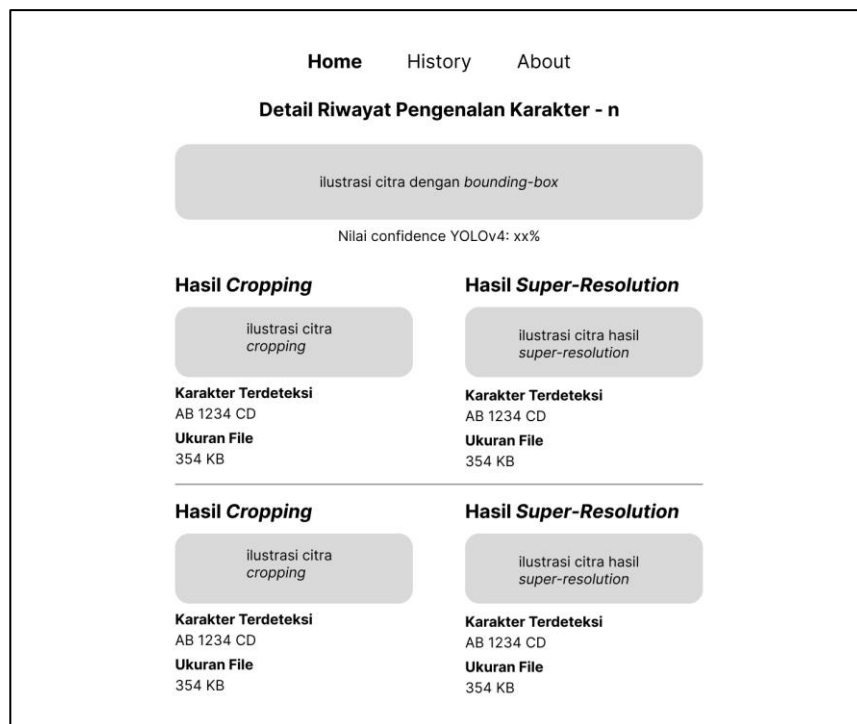 Home History About
Detail Riwayat Pengenalan Karakter - n
ilustrasi citra dengan bounding-box
Nilai confidence YOLOv4: xx%
Hasil Cropping
ilustrasi citra
cropping
Karakter Terdeteksi
AB 1234 CD
Ukuran File
354 KB
Hasil Super-Resolution
ilustrasi citra hasil
super-resolution
Karakter Terdeteksi
AB 1234 CD
Ukuran File
354 KB
Hasil Cropping
ilustrasi citra
cropping
Karakter Terdeteksi
AB 1234 CD
Ukuran File
354 KB
Hasil Super-Resolution
ilustrasi citra hasil
super-resolution
Karakter Terdeteksi
AB 1234 CD
Ukuran File
354 KB